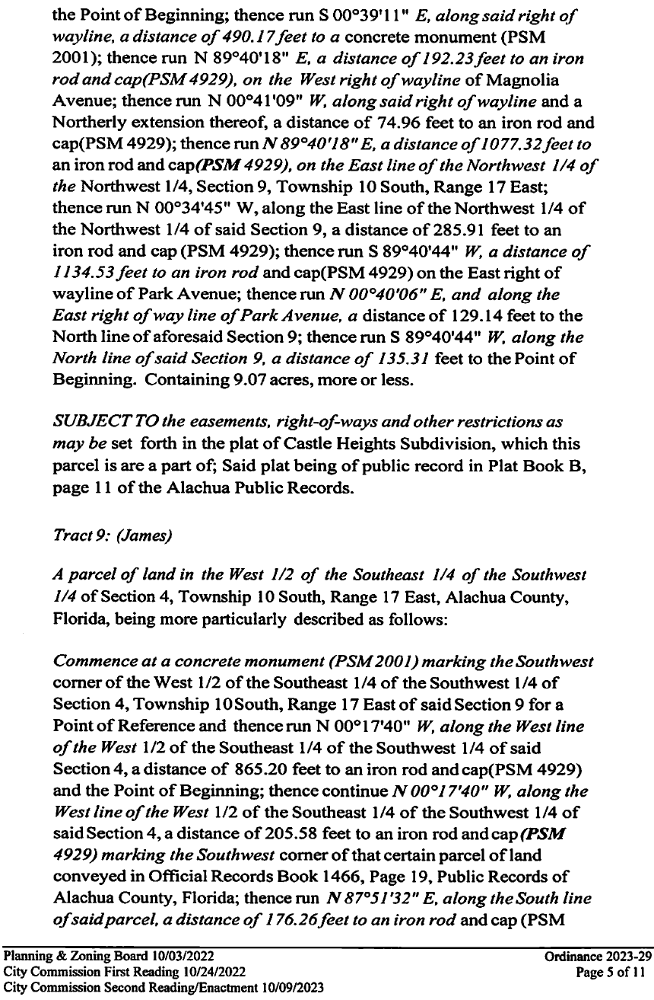 the Point of Beginning; thence run S 00°39'11" E, along said right of
wayline, a distance of 490.17 feet to a concrete monument (PSM
2001); thence run N 89°40'18" E, a distance of 192.23 feet to an iron
rod and cap(PSM 4929), on the West right of wayline of Magnolia
Avenue; thence run N 00°41'09" W, along said right of wayline and a
Northerly extension thereof, a distance of 74.96 feet to an iron rod and
cap(PSM 4929); thence run N 89°40'18" E, a distance of 1077.32 feet to
an iron rod and cap(PSM 4929), on the East line of the Northwest 1/4 of
the Northwest 1/4, Section 9, Township 10 South, Range 17 East;
thence run N 00°34'45" W, along the East line of the Northwest 1/4 of
the Northwest 1/4 of said Section 9, a distance of 285.91 feet to an
iron rod and cap (PSM 4929); thence run S 89°40'44" W, a distance of
1134.53 feet to an iron rod and cap(PSM 4929) on the East right of
wayline of Park Avenue; thence run N 00°40'06" E, and along the
East right of way line of Park Avenue, a distance of 129.14 feet to the
North line of aforesaid Section 9; thence run S 89°40'44" W, along the
North line of said Section 9, a distance of 135.31 feet to the Point of
Beginning. Containing 9.07 acres, more or less.
SUBJECT TO the easements, right-of-ways and other restrictions as
may be set forth in the plat of Castle Heights Subdivision, which this
parcel is are a part of; Said plat being of public record in Plat Book B,
page 11 of the Alachua Public Records.
Tract 9: (James)
A parcel of land in the West 1/2 of the Southeast 1/4 of the Southwest
1/4 of Section 4, Township 10 South, Range 17 East, Alachua County,
Florida, being more particularly described as follows:
Commence at a concrete monument (PSM 2001) marking the Southwest
corner of the West 1/2 of the Southeast 1/4 of the Southwest 1/4 of
Section 4, Township 10 South, Range 17 East of said Section 9 for a
Point of Reference and thence run N 00°17'40" W, along the West line
of the West 1/2 of the Southeast 1/4 of the Southwest 1/4 of said
Section 4, a distance of 865.20 feet to an iron rod and cap(PSM 4929)
and the Point of Beginning; thence continue N 00°17'40" W, along the
West line of the West 1/2 of the Southeast 1/4 of the Southwest 1/4 of
said Section 4, a distance of 205.58 feet to an iron rod and cap (PSM
4929) marking the Southwest corner of that certain parcel of land
conveyed in Official Records Book 1466, Page 19, Public Records of
Alachua County, Florida; thence run N 87°51'32" E, along the South line
of said parcel, a distance of 176.26 feet to an iron rod and cap (PSM
Planning & Zoning Board 10/03/2022
City Commission First Reading 10/24/2022
City Commission Second Reading/Enactment 10/09/2023
Ordinance 2023-29
Page 5 of 11